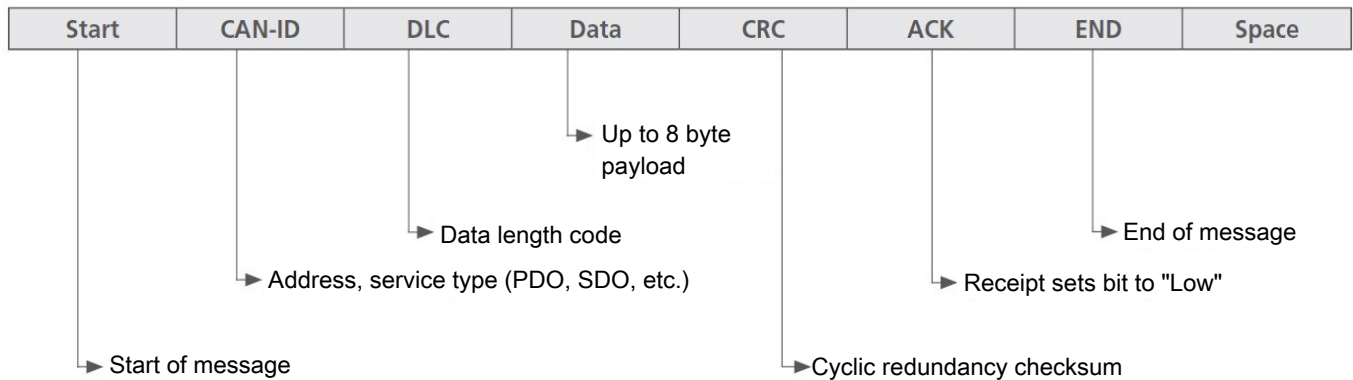 Start CAN-ID DLC Data CRC ACK END Space
Up to 8 byte
payload
Data length code
End of message
Address, service type (PDO, SDO, etc.)
Receipt sets bit to "Low"
Start of message
Cyclic redundancy checksum